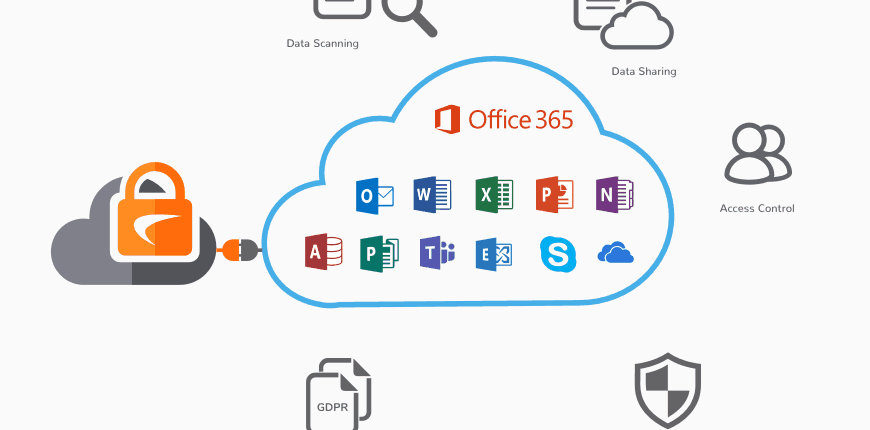 Data Scanning
Data Sharing
Office 365
Access Control
O W X P N
A P T E S
GDPR